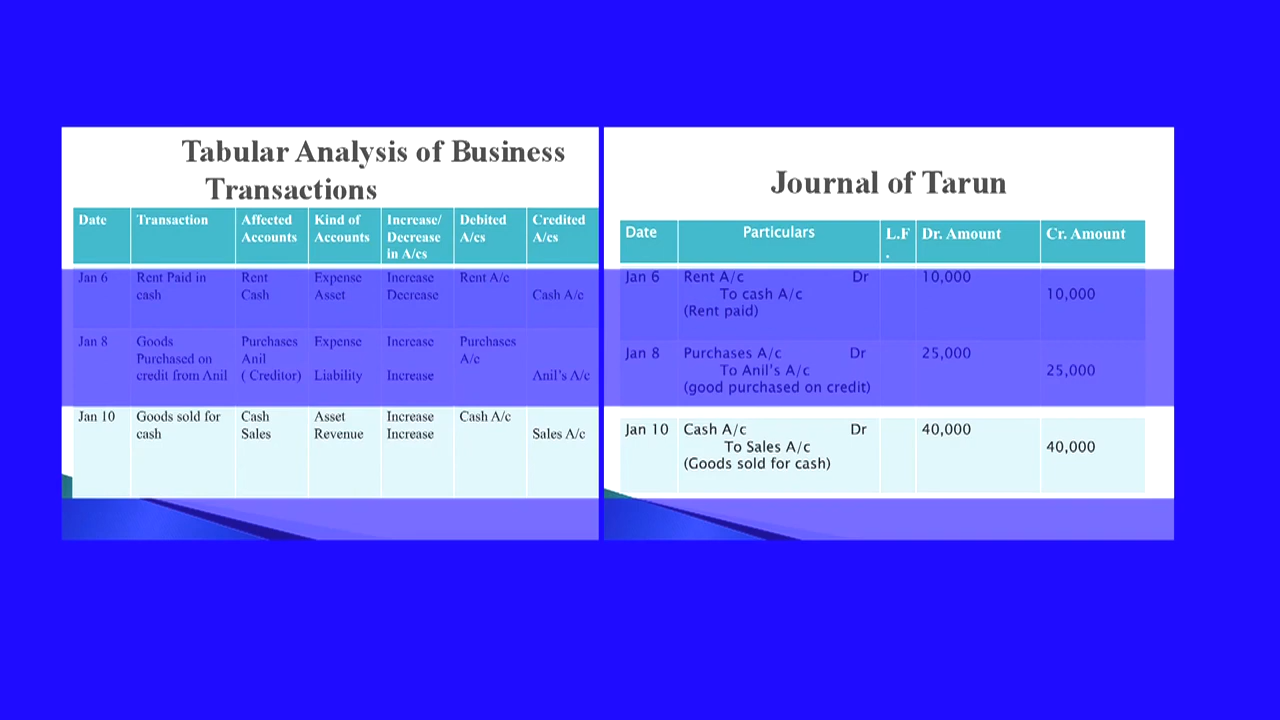 Tabular Analysis of Business
Transactions
Date Transaction Affected Accounts Kind of Accounts Increase/ Decrease in A/cs Debited A/cs Credited A/cs
Jan 6 Rent Paid in cash Rent Cash Expense Asset Increase Decrease Rent A/c Cash A/c
Jan 8 Goods Purchased on credit from Anil Purchases Anil ( Creditor) Expense Liability Increase Increase Purchases A/c Anil's A/c
Jan 10 Goods sold for cash Cash Sales Asset Revenue Increase Increase Cash A/c Sales A/c
Journal of Tarun
Date Particulars L.F. Dr. Amount Cr. Amount
Jan 6 Rent A/c Dr 10,000
To cash A/c 10,000
(Rent paid)
Jan 8 Purchases A/c Dr 25,000
To Anil's A/c 25,000
(good purchased on credit)
Jan 10 Cash A/c Dr 40,000
To Sales A/c 40,000
(Goods sold for cash)